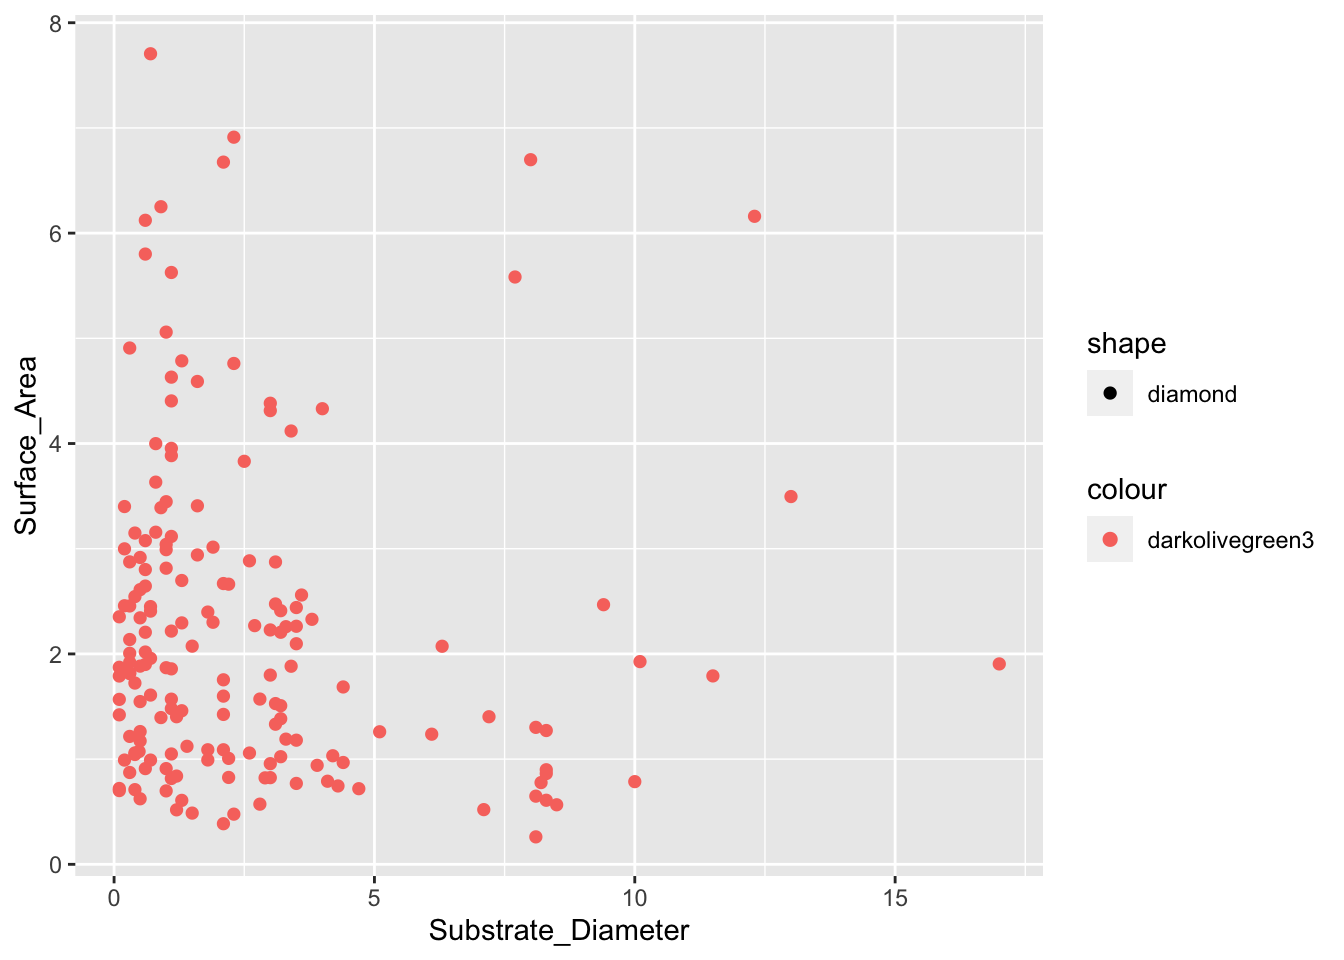 8
6
4
2
0
Surface_Area
0 5 10 15
Substrate_Diameter
shape
diamond
colour
darkolivegreen3